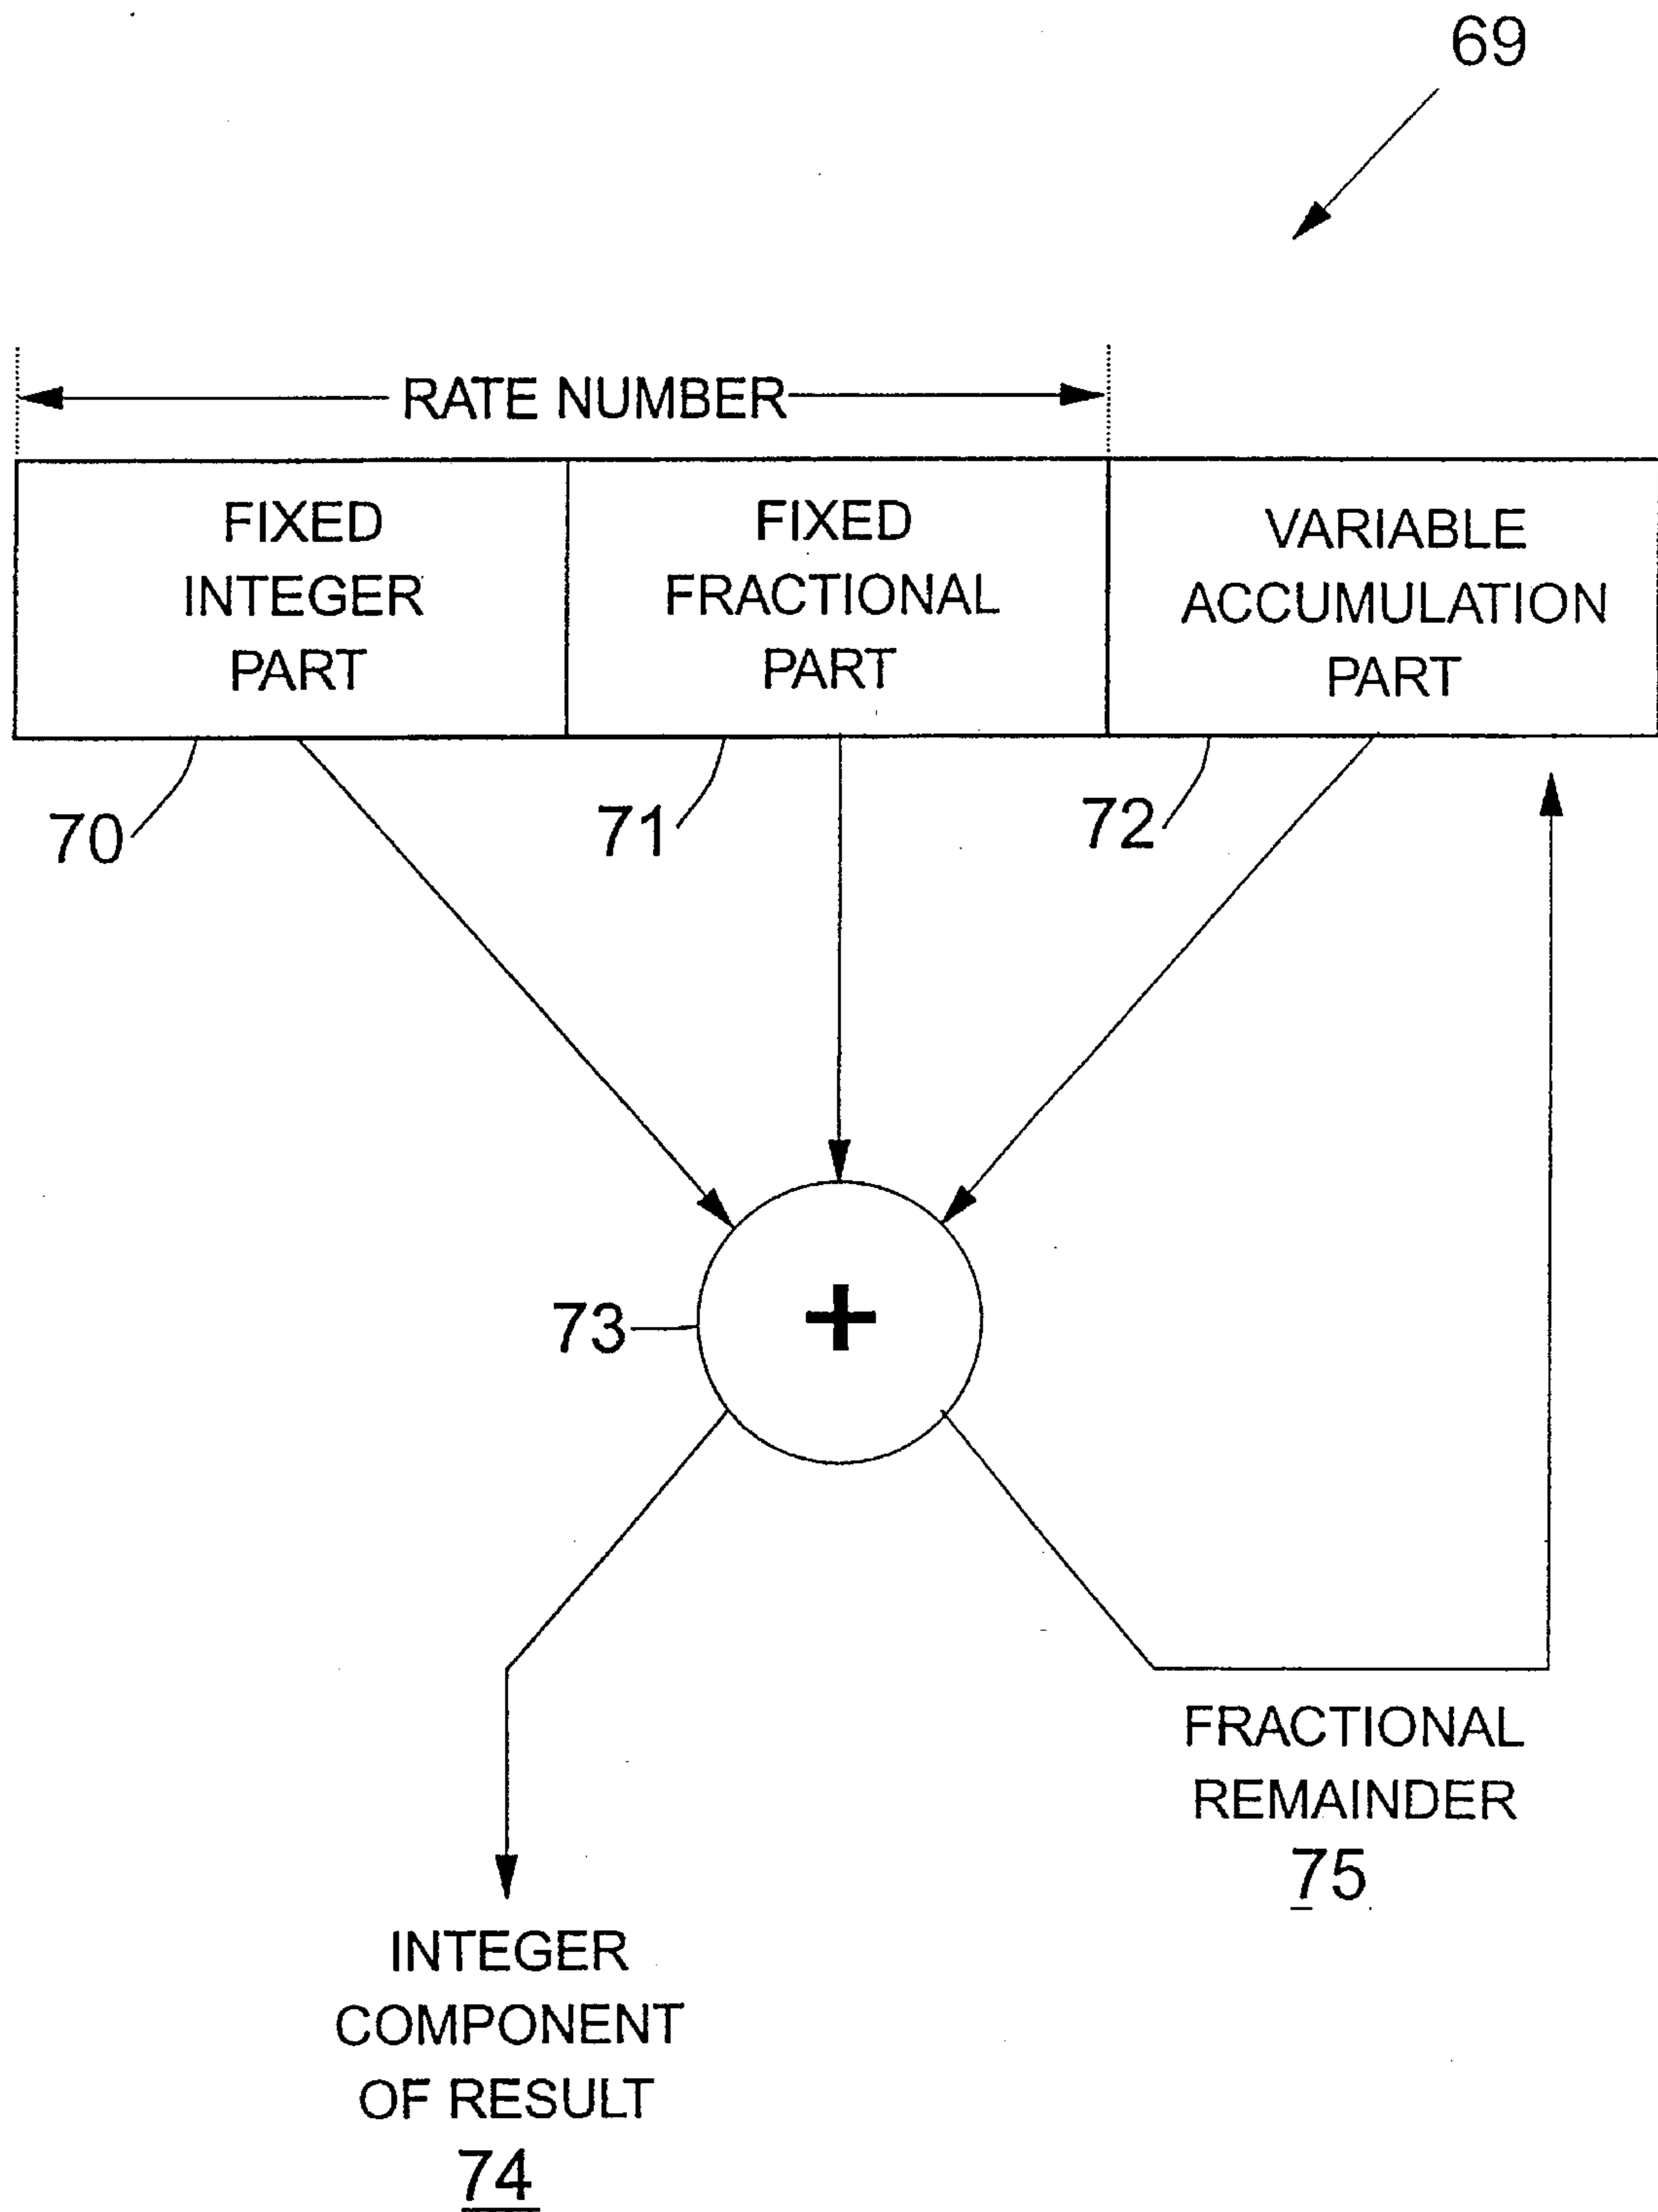 69
RATE NUMBER
FIXED
INTEGER
PART
FIXED
FRACTIONAL
PART
VARIABLE
ACCUMULATION
PART
70
71
72
73
+
FRACTIONAL
REMAINDER
75
INTEGER
COMPONENT
OF RESULT
74